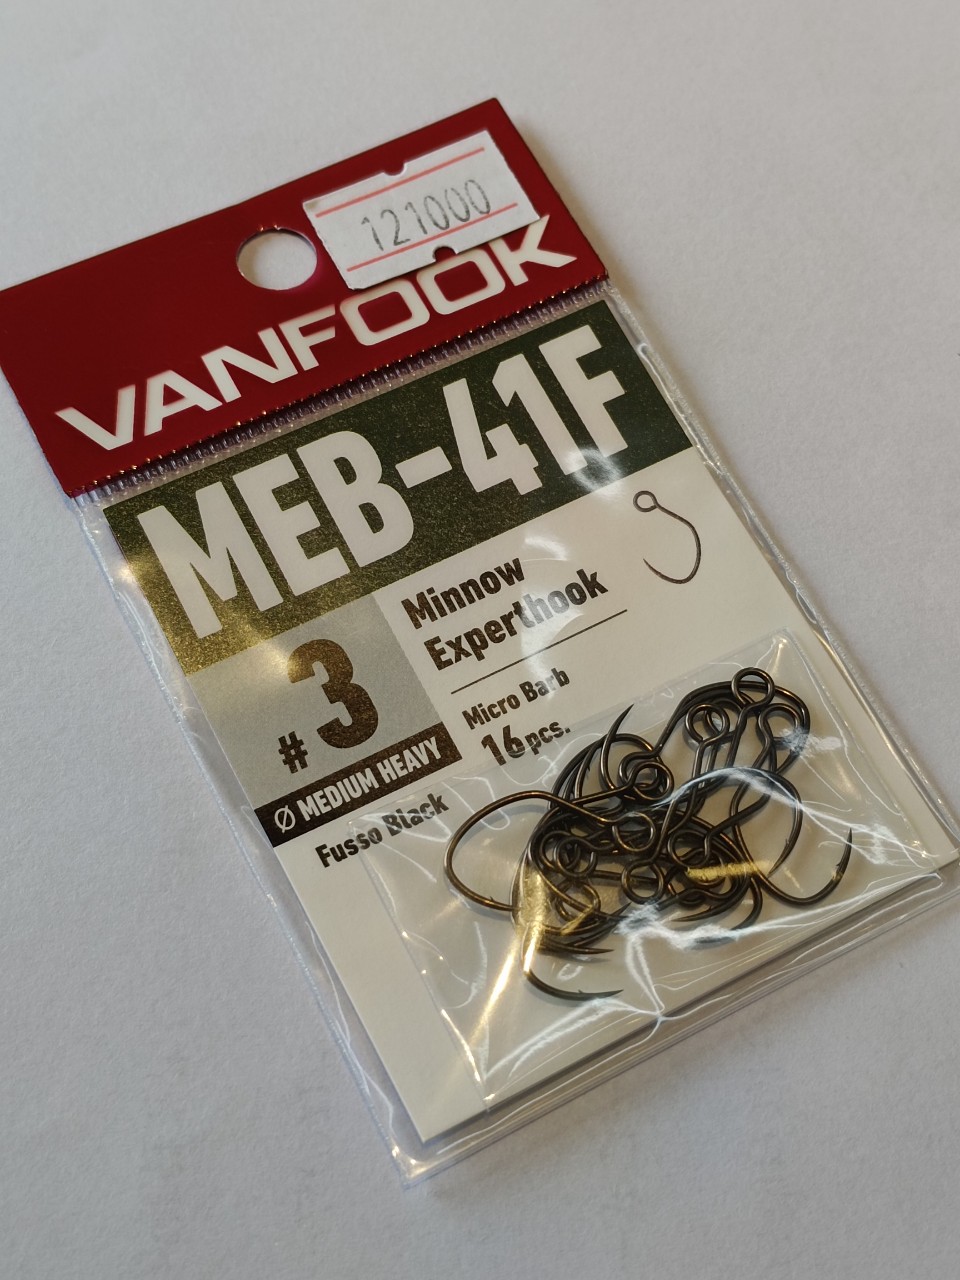 121000
VANFOOK
MEB-41F
Minnow
Experthook
#3
Micro Barb
16pcs.
Ø MEDIUM HEAVY
Fusso Black